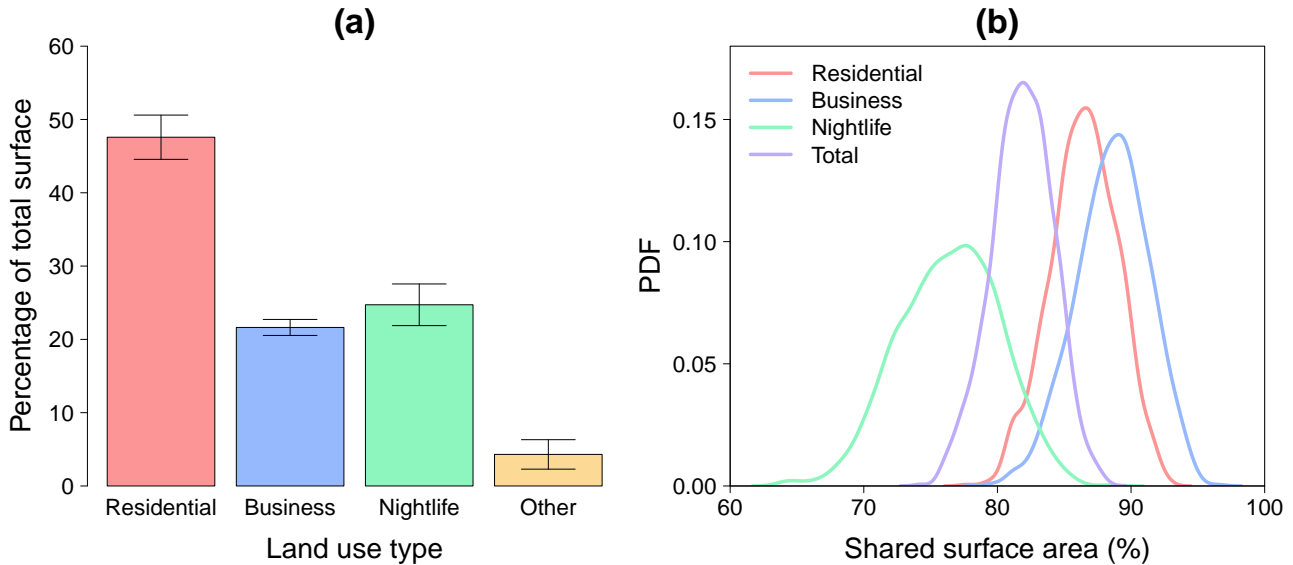 (a)
Percentage of total surface
60
50
40
30
20
10
0
Residential
Business
Nightlife
Other
Land use type
(b)
Residential
Business
Nightlife
Total
PDF
0.15
0.10
0.05
0.00
60
70
80
90
100
Shared surface area (%)